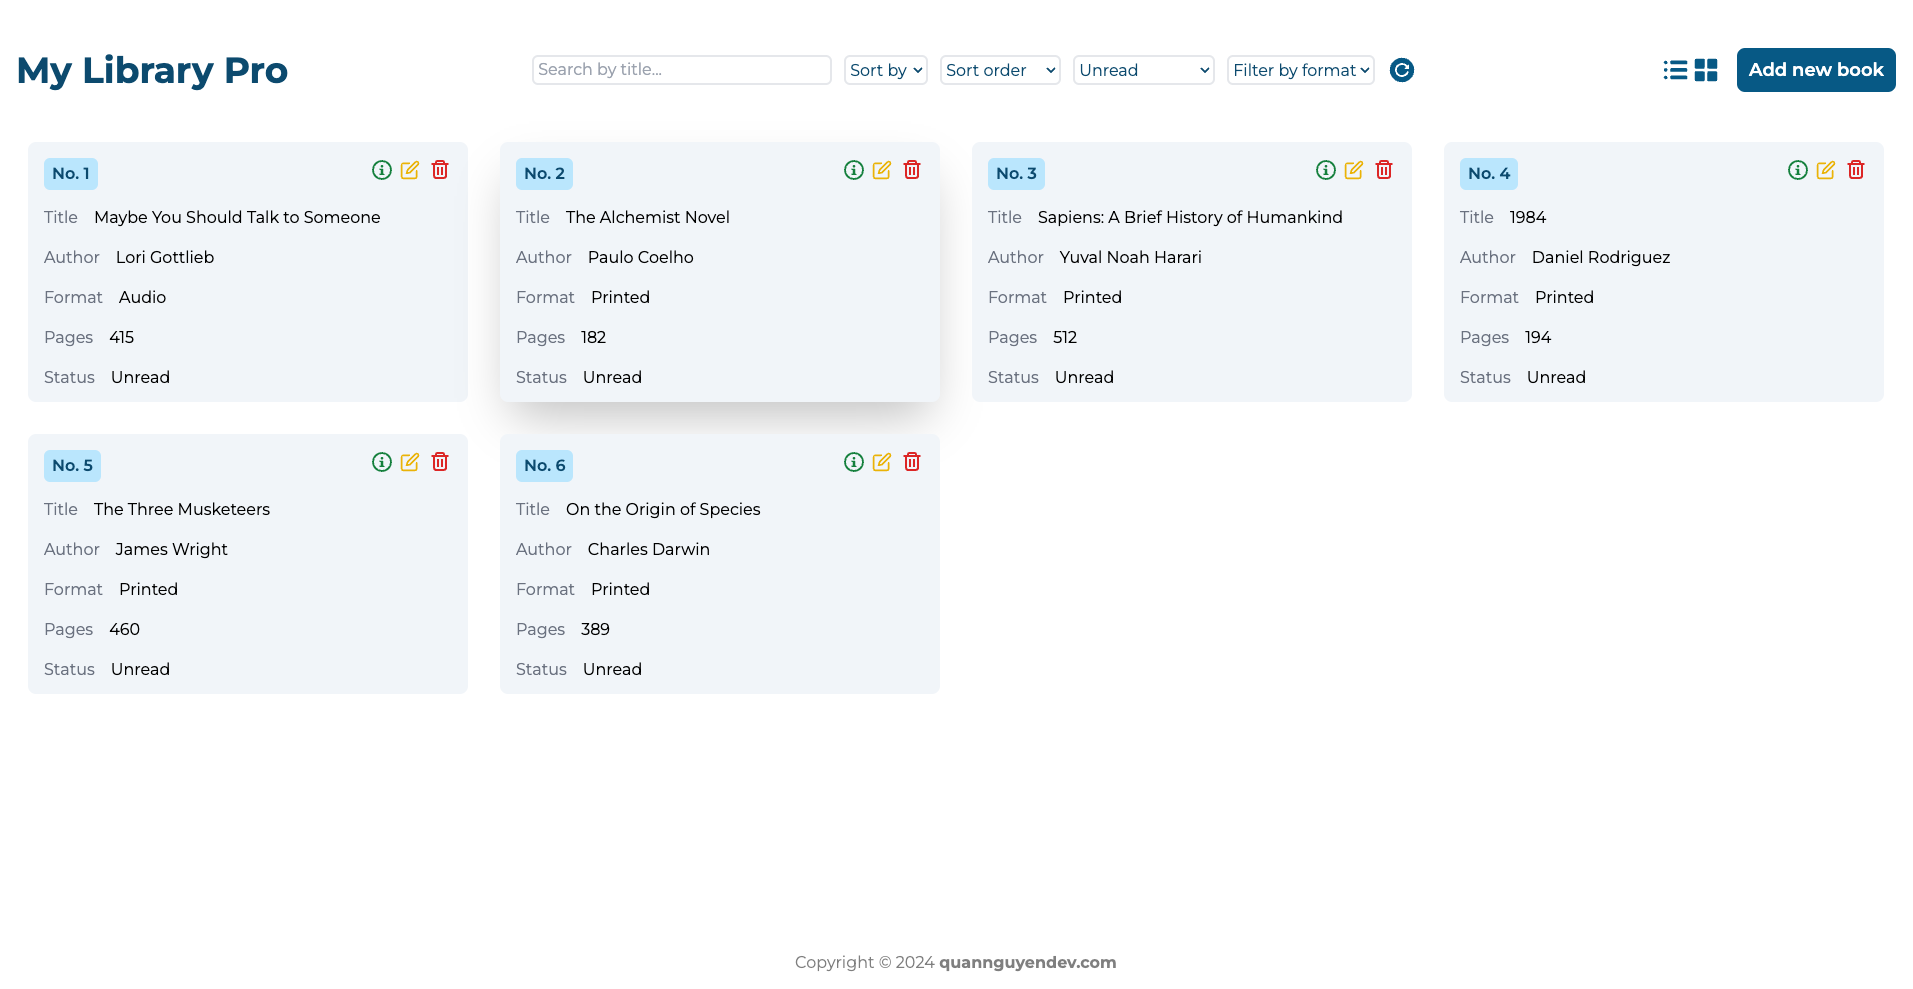 My Library Pro
Search by title...
Sort by
Sort order
Unread
Filter by format
Add new book
No. 1
Title Maybe You Should Talk to Someone
Author Lori Gottlieb
Format Audio
Pages 415
Status Unread
No. 2
Title The Alchemist Novel
Author Paulo Coelho
Format Printed
Pages 182
Status Unread
No. 3
Title Sapiens: A Brief History of Humankind
Author Yuval Noah Harari
Format Printed
Pages 512
Status Unread
No. 4
Title 1984
Author Daniel Rodriguez
Format Printed
Pages 194
Status Unread
No. 5
Title The Three Musketeers
Author James Wright
Format Printed
Pages 460
Status Unread
No. 6
Title On the Origin of Species
Author Charles Darwin
Format Printed
Pages 389
Status Unread
Copyright © 2024 quannguyendev.com